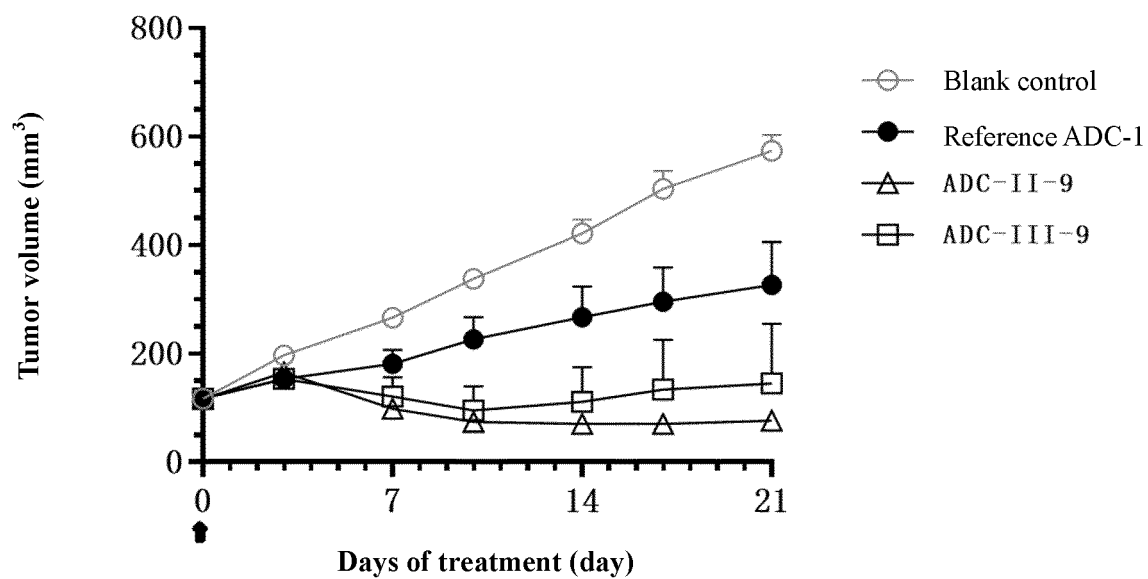 800
600
400
200
0
Tumor volume (mm³)
0 7 14 21
Days of treatment (day)
Blank control
Reference ADC-1
ADC-II-9
ADC-III-9